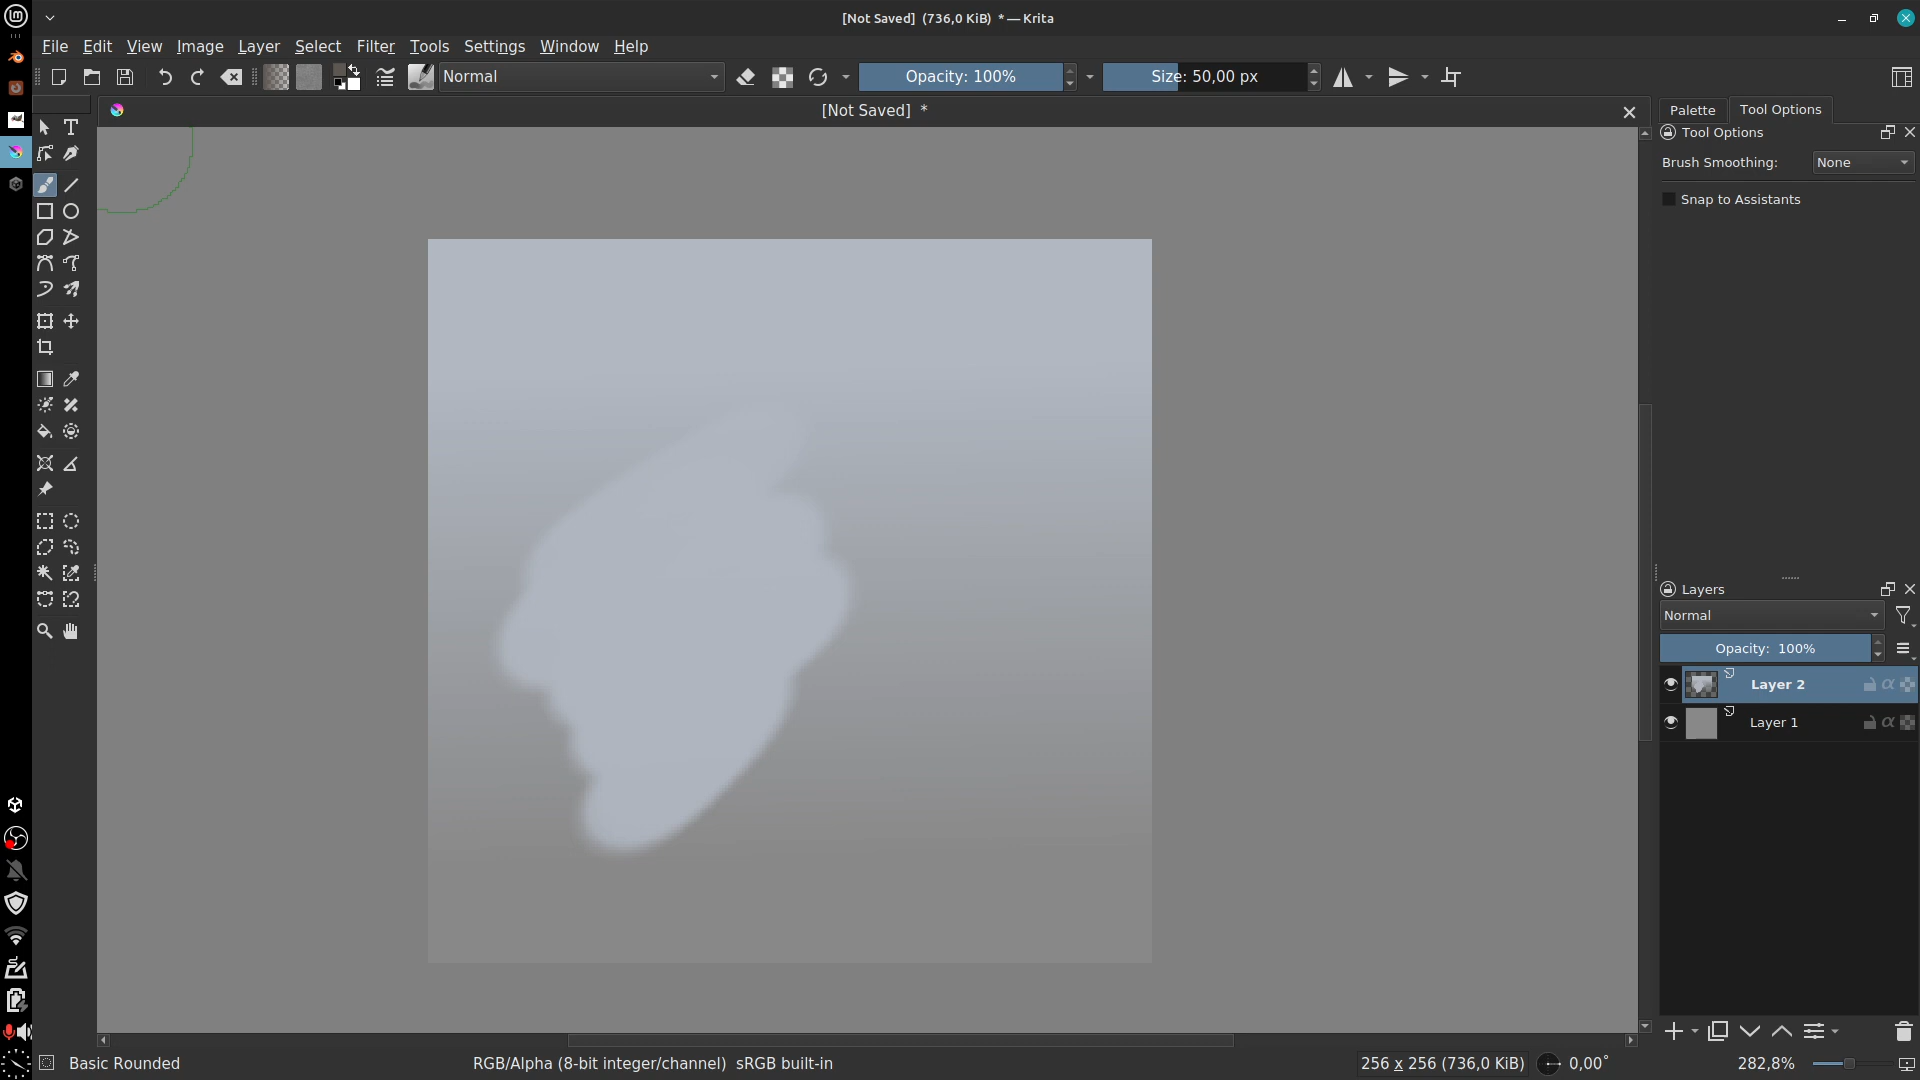 [Not Saved]  (736,0 KiB)  * — Krita
File Edit View Image Layer Select Filter Tools Settings Window Help
Normal
Opacity: 100%
Size: 50,00 px
[Not Saved]  *
Palette
Tool Options
Tool Options
Brush Smoothing:
None
Snap to Assistants
Layers
Normal
Opacity:  100%
Layer 2
Layer 1
Basic Rounded
RGB/Alpha (8-bit integer/channel)  sRGB built-in
256 x 256 (736,0 KiB)
0,00°
282,8%